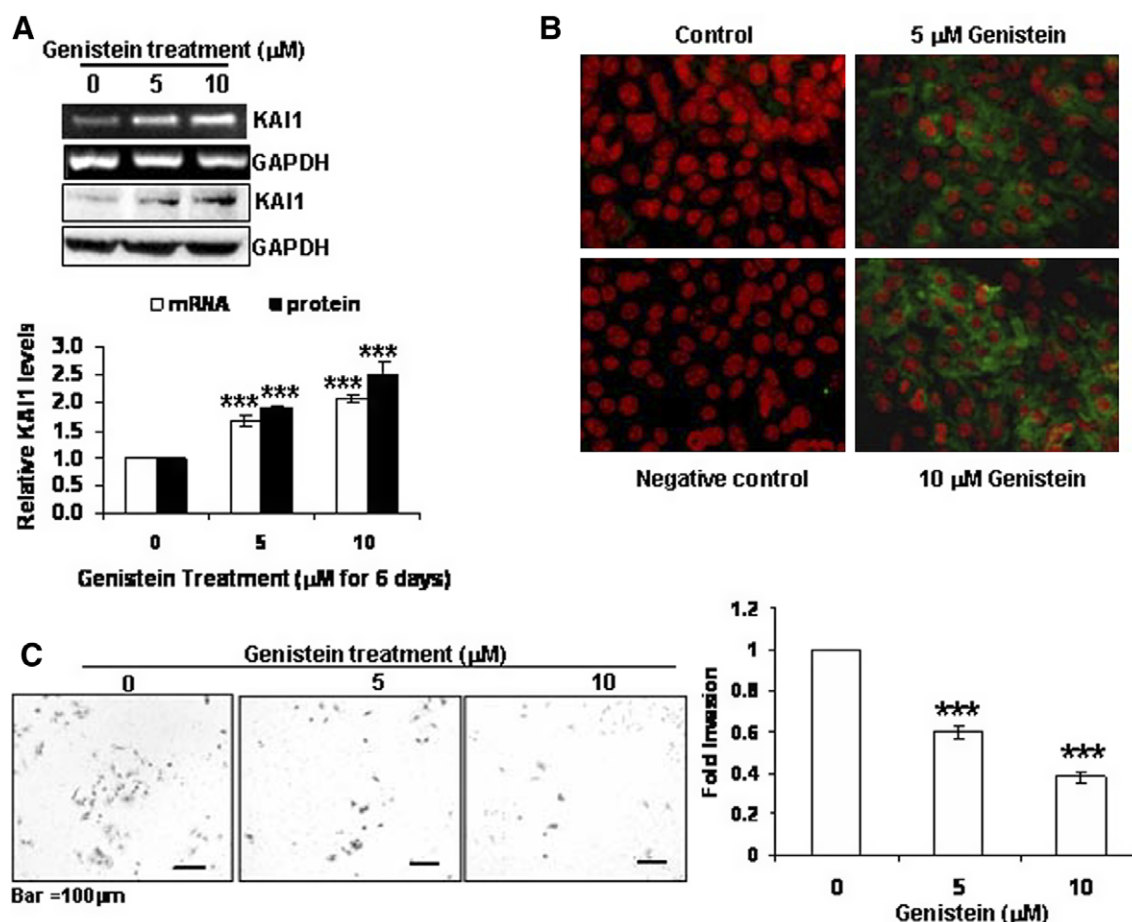 A
Genistein treatment (µM)
0 5 10
KAI1
GAPDH
KAI1
GAPDH
mRNA protein
Relative KAI1 levels
3.0
2.5
2.0
1.5
1.0
0.5
0.0
*** ***
*** ***
0 5 10
Genistein Treatment (µM for 6 days)
B
Control 5 µM Genistein
Negative control 10 µM Genistein
C
Genistein treatment (µM)
0 5 10
Bar =100µm
Fold Invasion
1.2
1
0.8
0.6
0.4
0.2
0
***
***
0 5 10
Genistein (µM)